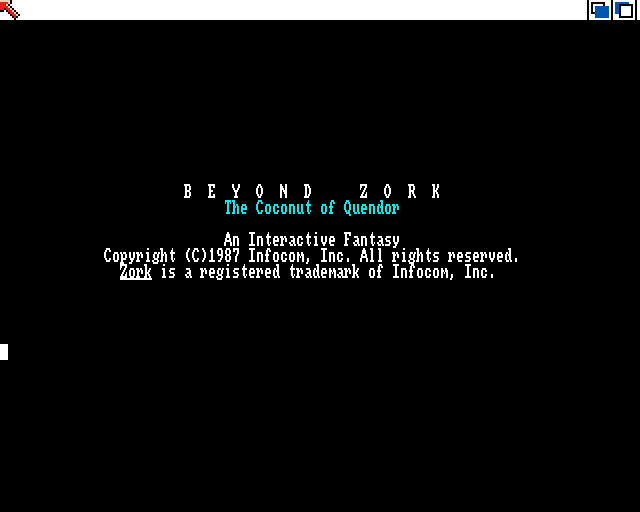 B E Y O N D   Z O R K
The Coconut of Quendor
An Interactive Fantasy
Copyright (C)1987 Infocom, Inc. All rights reserved.
Zork is a registered trademark of Infocom, Inc.